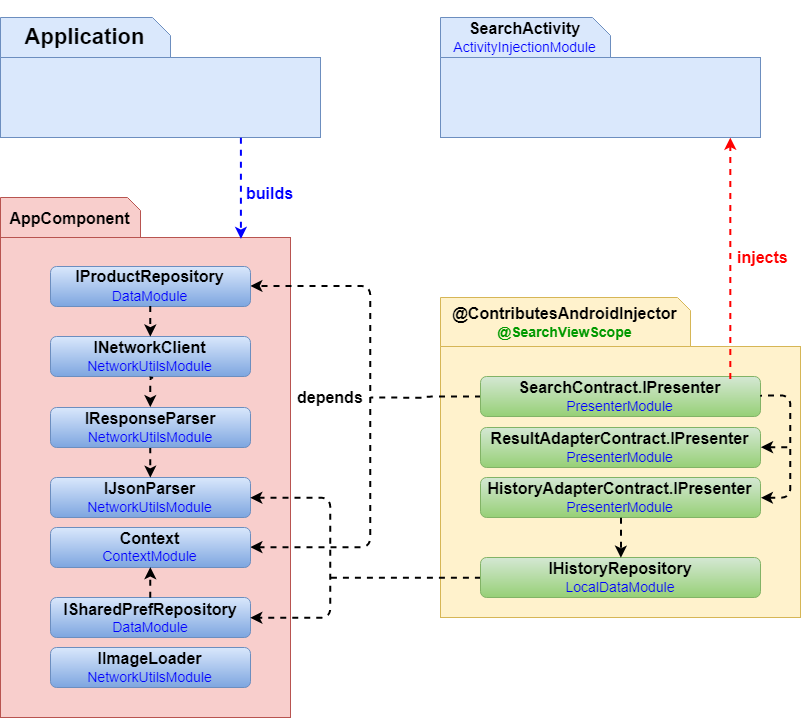 Application
SearchActivity
ActivityInjectionModule
builds
AppComponent
IProductRepository
DataModule
INetworkClient
NetworkUtilsModule
IResponseParser
NetworkUtilsModule
IJsonParser
NetworkUtilsModule
Context
ContextModule
ISharedPrefRepository
DataModule
IImageLoader
NetworkUtilsModule
depends
injects
@ContributesAndroidInjector
@SearchViewScope
SearchContract.IPresenter
PresenterModule
ResultAdapterContract.IPresenter
PresenterModule
HistoryAdapterContract.IPresenter
PresenterModule
IHistoryRepository
LocalDataModule